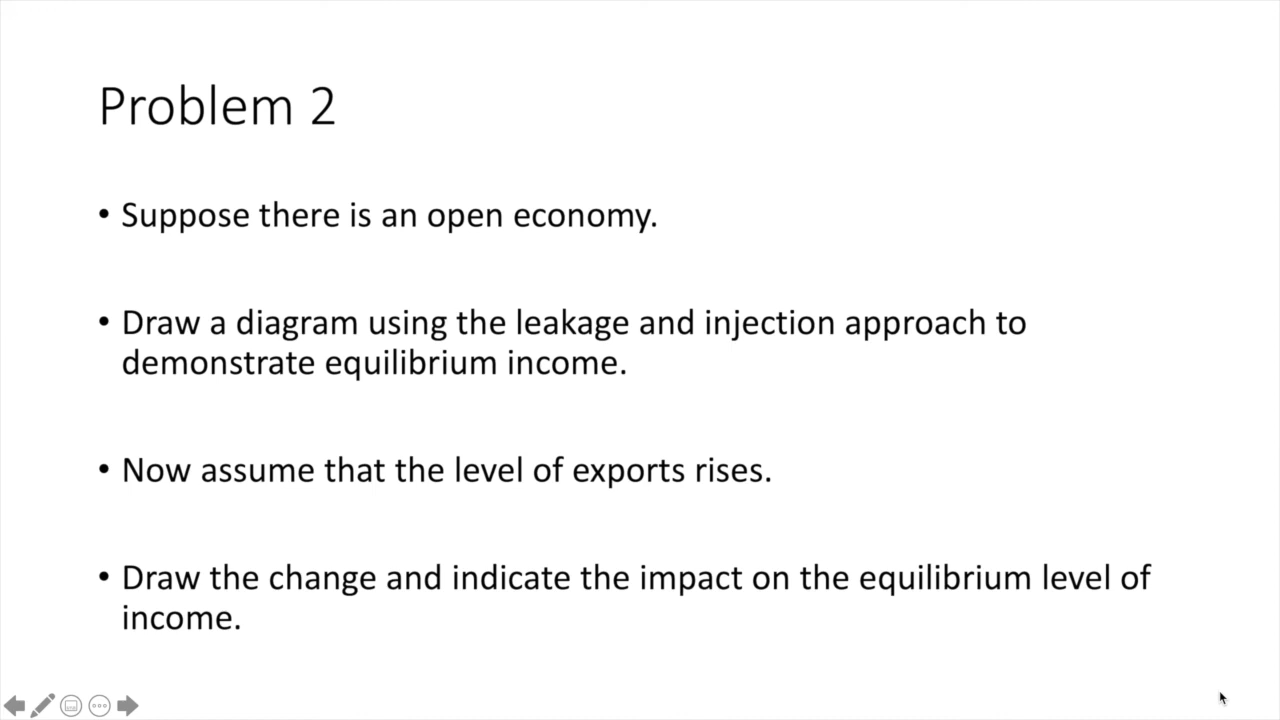 Problem 2
• Suppose there is an open economy.
• Draw a diagram using the leakage and injection approach to
demonstrate equilibrium income.
• Now assume that the level of exports rises.
• Draw the change and indicate the impact on the equilibrium level of
income.